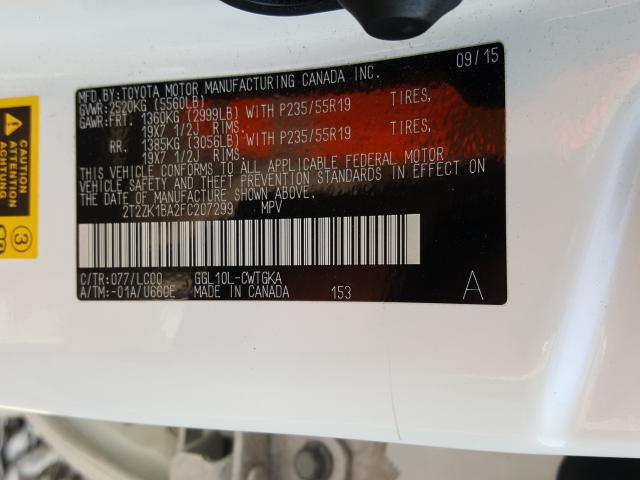 MFD.BY:TOYOTA MOTOR MANUFACTURING CANADA INC. 09/15
GVWR:2520KG (5560LB)
GAWR:FRT. 1360KG (2999LB) WITH P235/55R19 TIRES,
19X7 1/2J RIMS.
RR. 1385KG (3056LB) WITH P235/55R19 TIRES,
19X7 1/2J RIMS.
THIS VEHICLE CONFORMS TO ALL APPLICABLE FEDERAL MOTOR
VEHICLE SAFETY AND THEFT PREVENTION STANDARDS IN EFFECT ON
THE DATE OF MANUFACTURE SHOWN ABOVE.
2T2ZK1BA2FC207299 MPV
C/TR:077/LC00 GGL10L-CWTGKA
A/TM:-01A/U660E MADE IN CANADA 153 A
CAUTION
ATTENTION
ACHTUNG
3